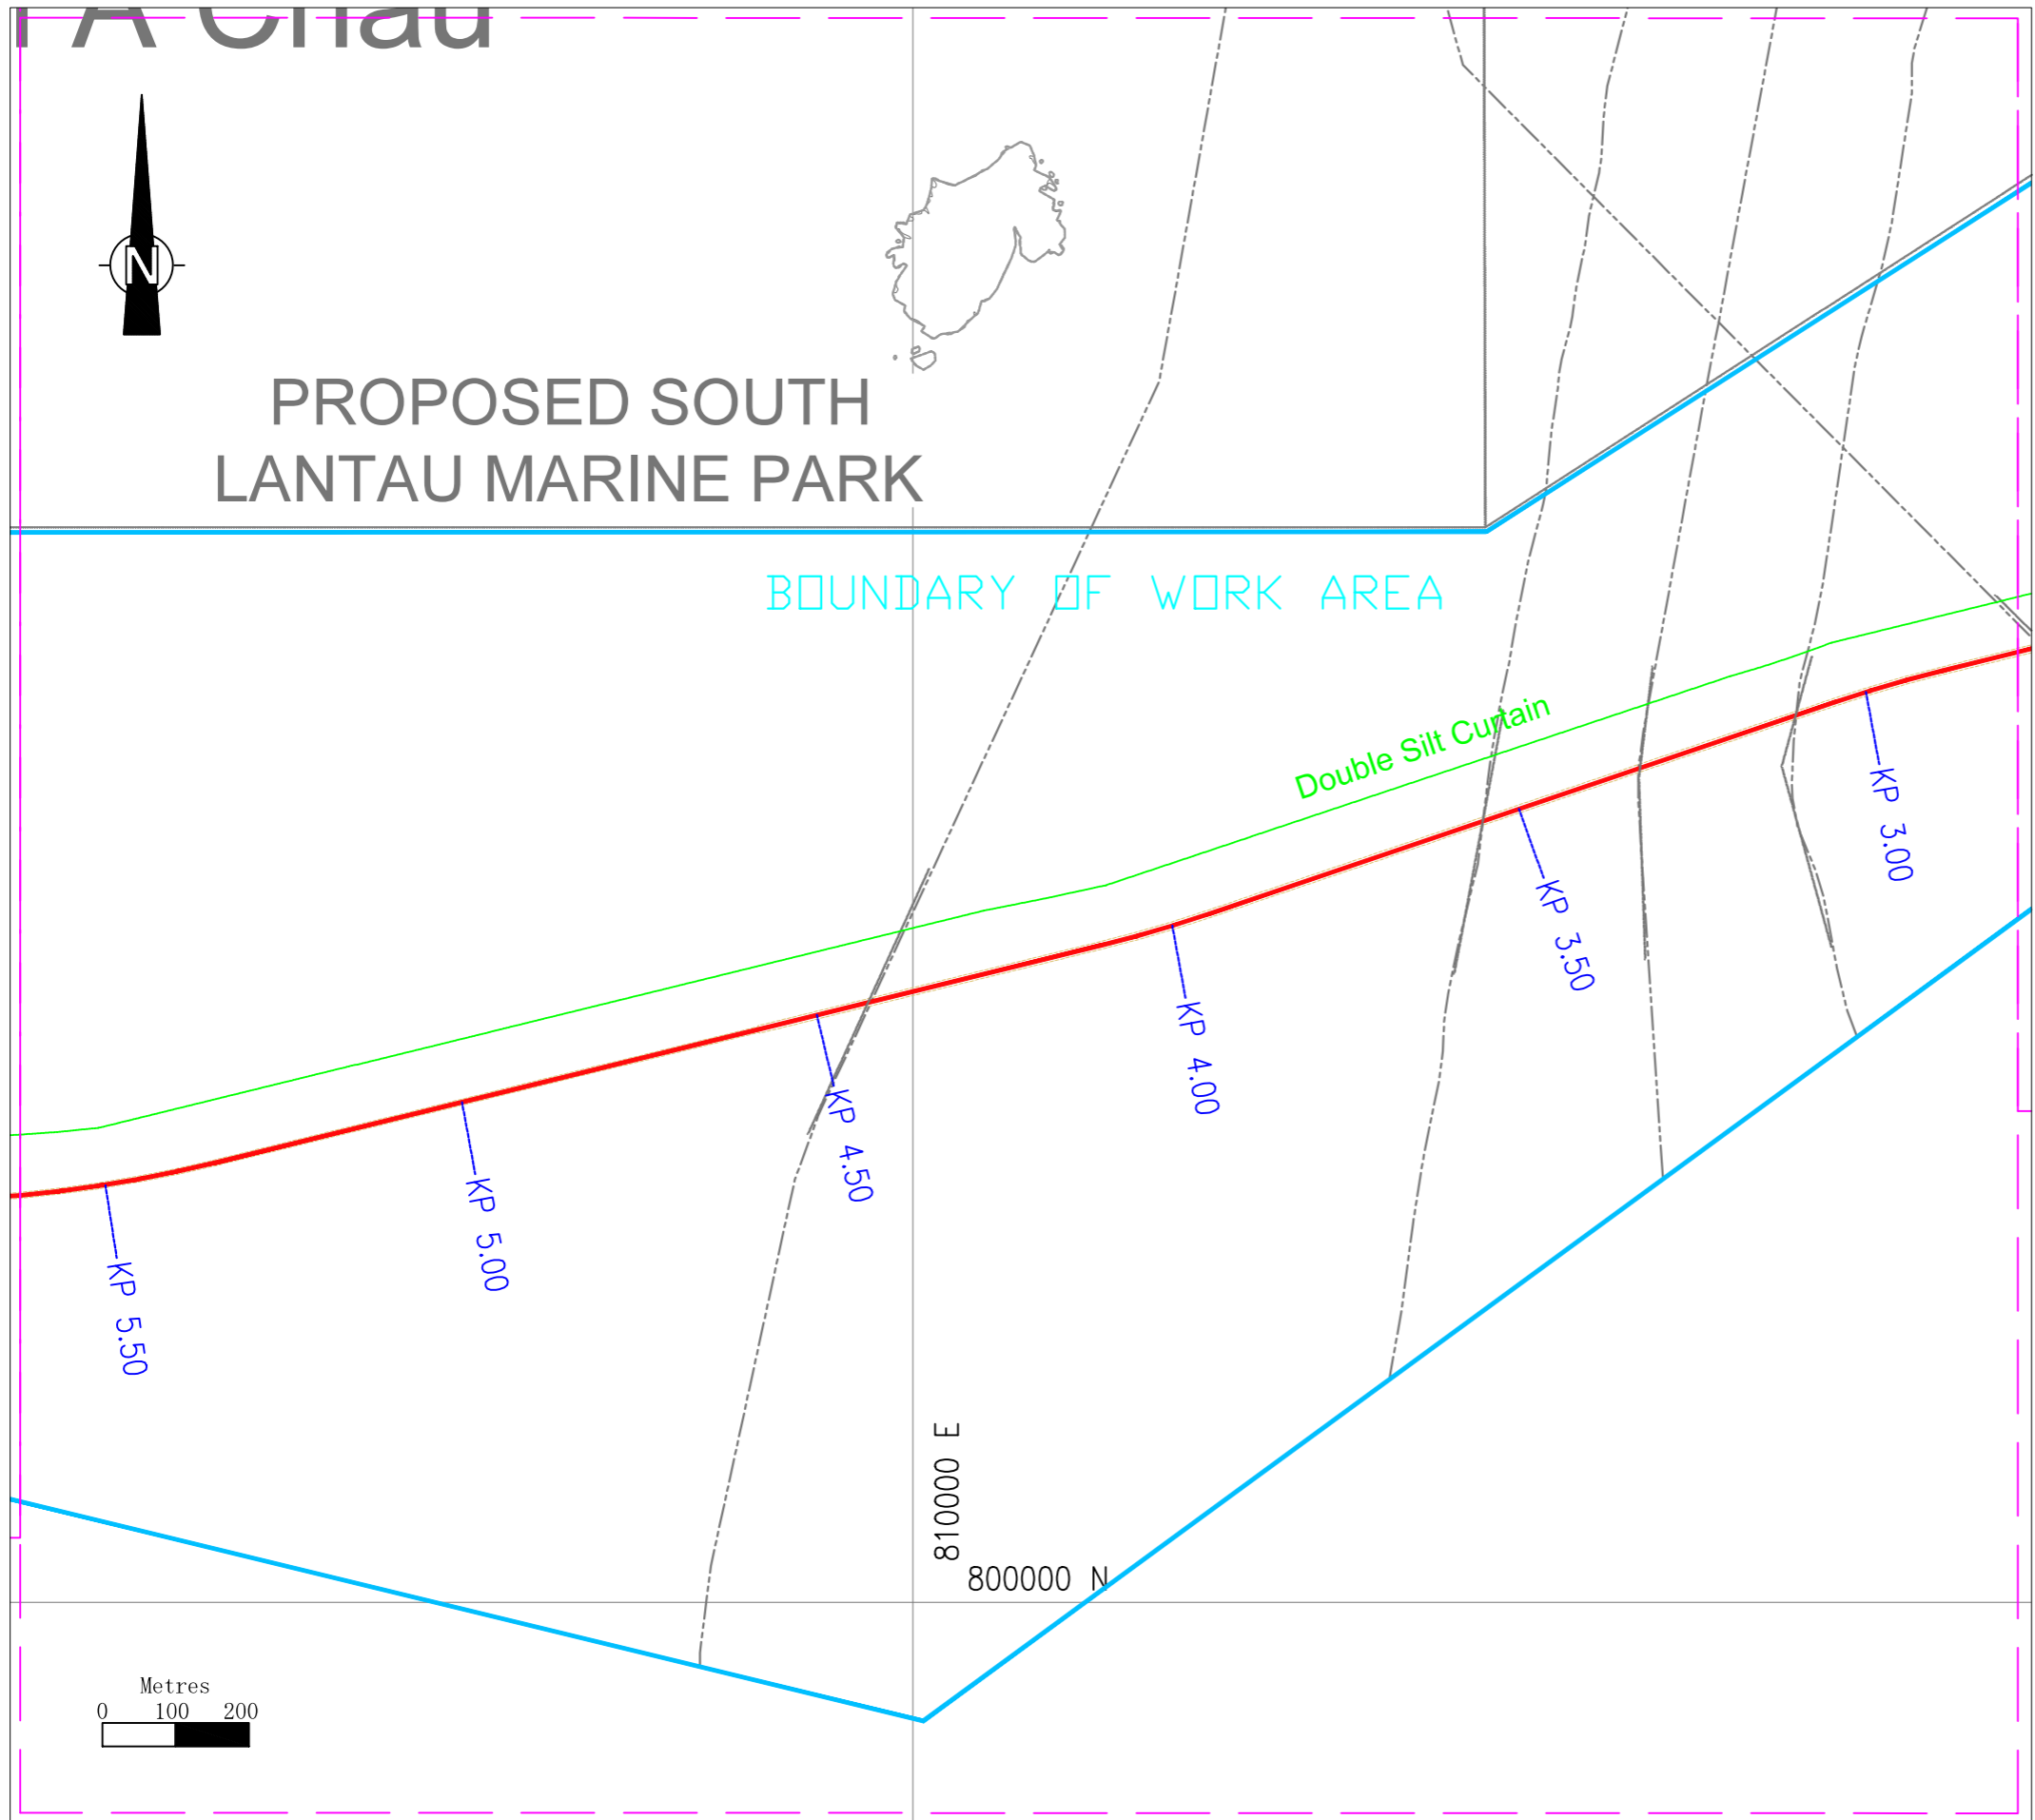 A Chau
N
PROPOSED SOUTH
LANTAU MARINE PARK
BOUNDARY OF WORK AREA
Double Silt Curtain
KP 3.00
KP 3.50
KP 4.00
KP 4.50
KP 5.00
KP 5.50
810000 E
800000 N
Metres
0 100 200